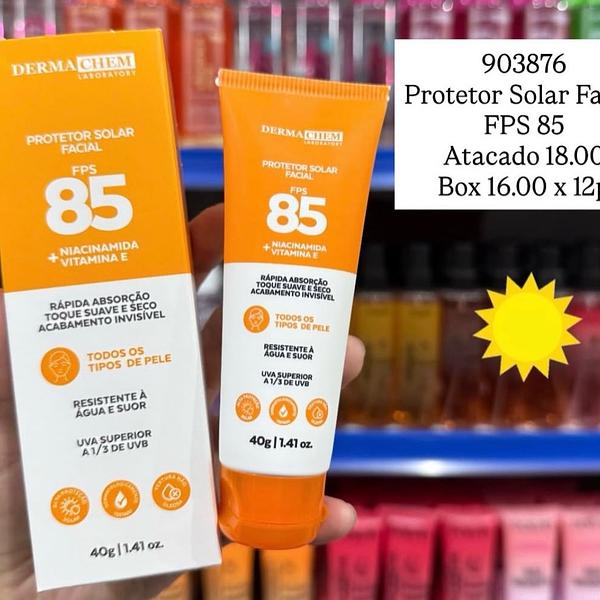 DERMA CHEM
LABORATORY
PROTETOR SOLAR
FACIAL
FPS
85
+ NIACINAMIDA
VITAMINA E
RÁPIDA ABSORÇÃO
TOQUE SUAVE E SECO
ACABAMENTO INVISÍVEL
TODOS OS
TIPOS DE PELE
RESISTENTE À
ÁGUA E SUOR
UVA SUPERIOR
A 1/3 DE UVB
40g | 1.41 oz.
DERMA CHEM
LABORATORY
PROTETOR SOLAR
FACIAL
FPS
85
+ NIACINAMIDA
VITAMINA E
RÁPIDA ABSORÇÃO
TOQUE SUAVE E SECO
ACABAMENTO INVISÍVEL
TODOS OS
TIPOS DE PELE
RESISTENTE À
ÁGUA E SUOR
UVA SUPERIOR
A 1/3 DE UVB
40g | 1.41 oz.
903876
Protetor Solar Fa
FPS 85
Atacado 18.00
Box 16.00 x 12p